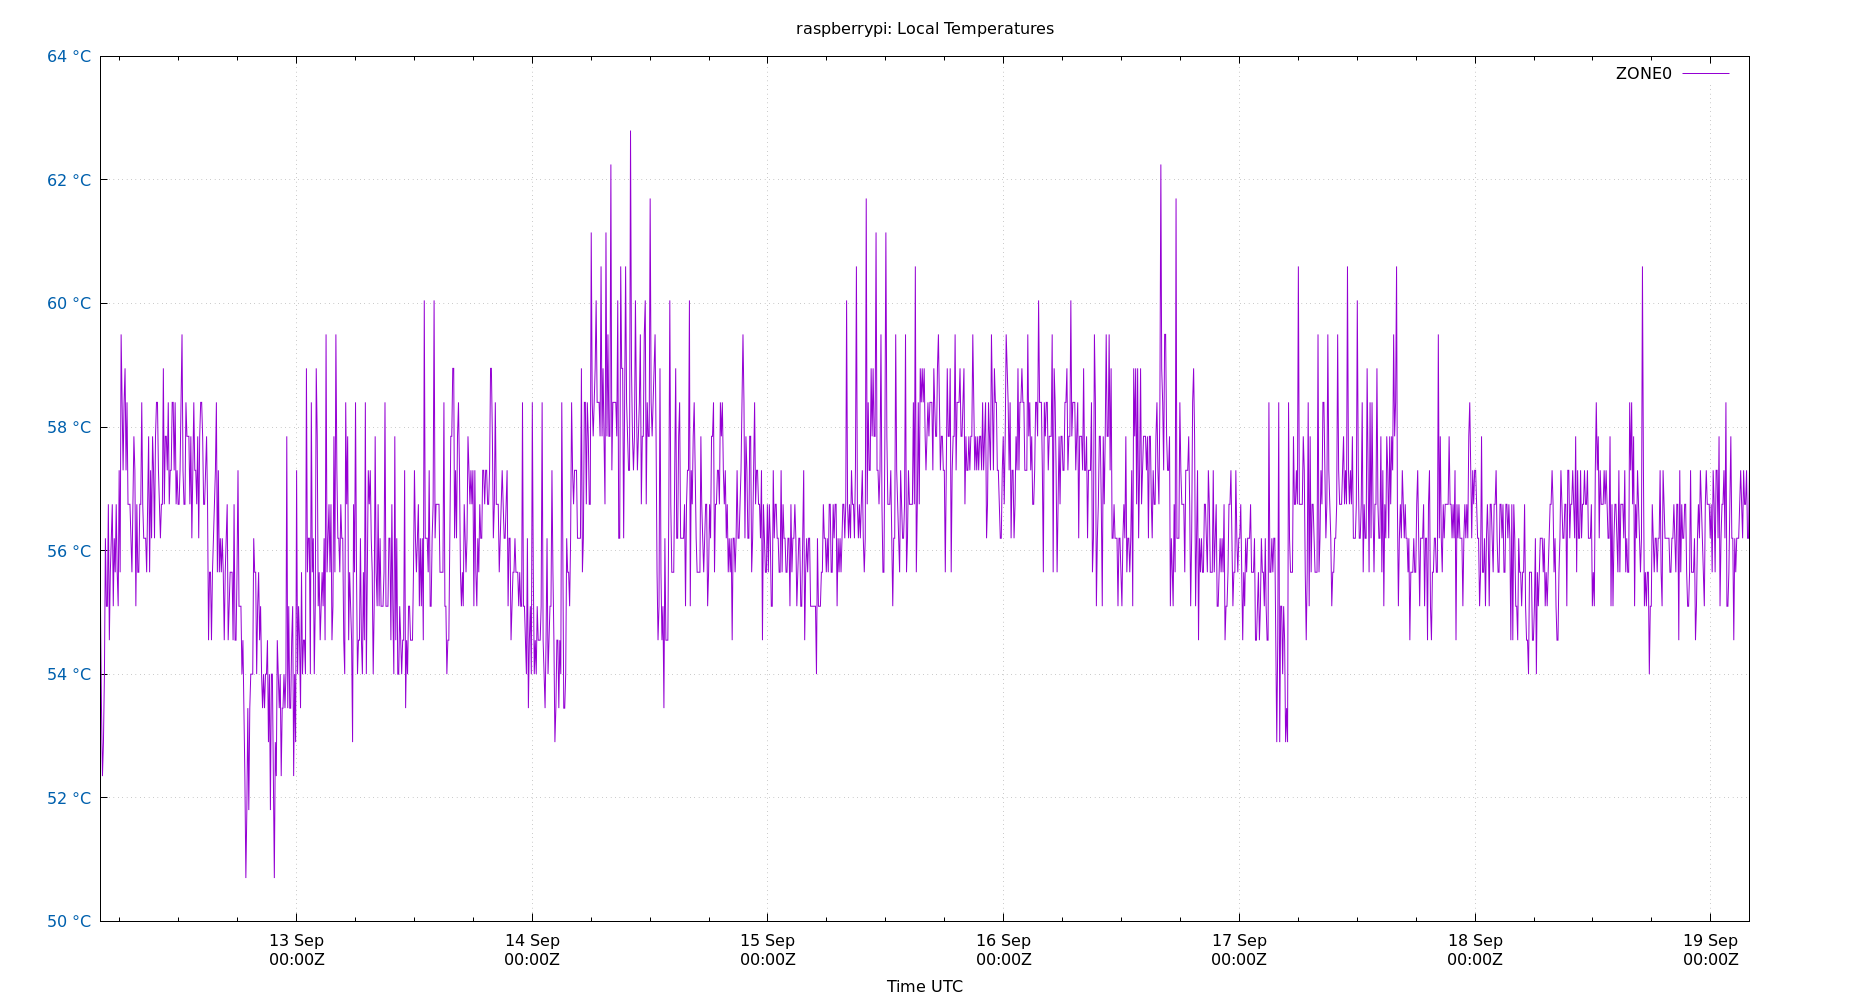 raspberrypi: Local Temperatures
ZONE0
64 °C
62 °C
60 °C
58 °C
56 °C
54 °C
52 °C
50 °C
13 Sep 14 Sep 15 Sep 16 Sep 17 Sep 18 Sep 19 Sep
00:00Z 00:00Z 00:00Z 00:00Z 00:00Z 00:00Z 00:00Z
Time UTC